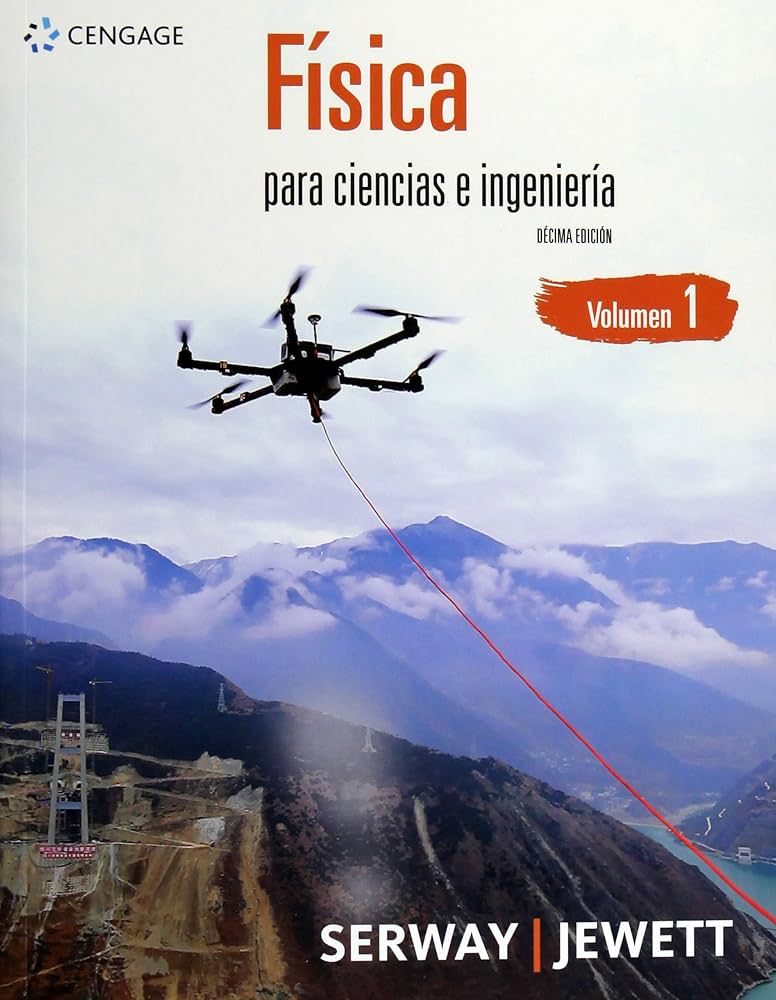 CENGAGE
Física
para ciencias e ingeniería
DÉCIMA EDICIÓN
Volumen 1
SERWAY | JEWETT